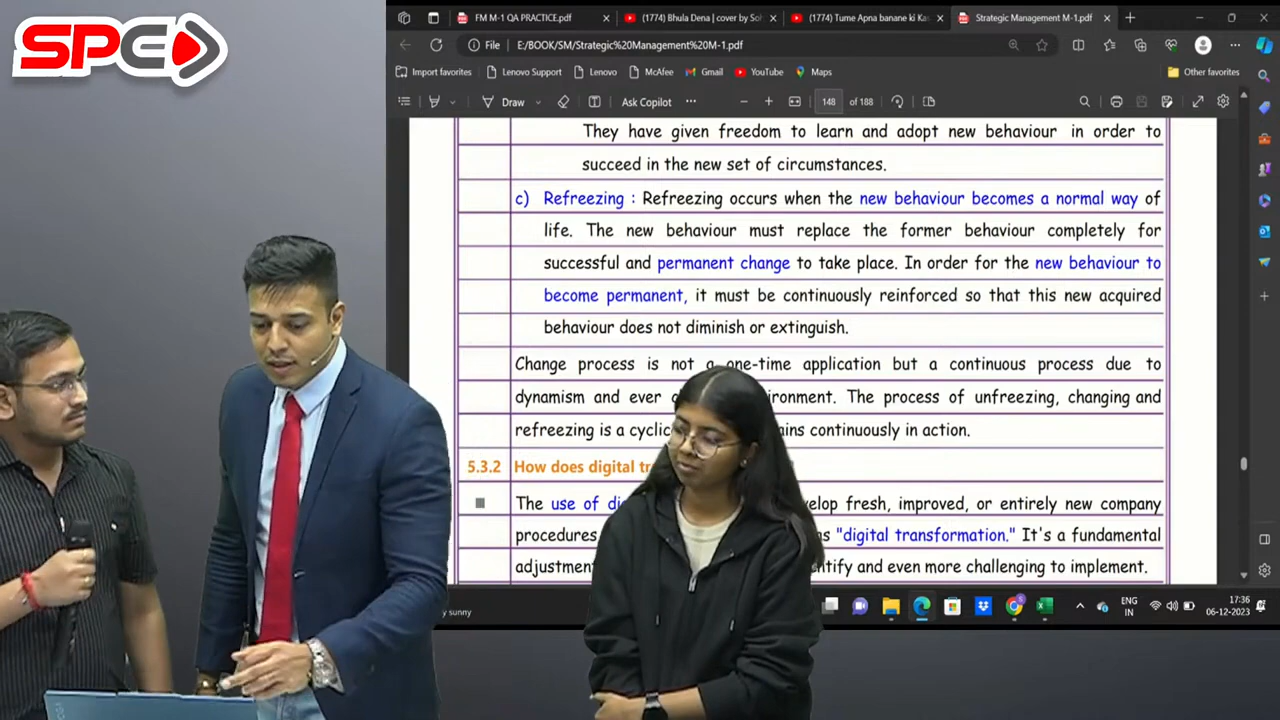 SPC
FM M-1 QA PRACTICE.pdf
(1774) Bhula Dena | cover by Soh
(1774) Tume Apna banane ki Ka
Strategic Management M-1.pdf
File E:/BOOK/SM/Strategic%20Management%20M-1.pdf
Import favorites Lenovo Support Lenovo McAfee Gmail YouTube Maps Other favorites
Draw Ask Copilot 148 of 188
They have given freedom to learn and adopt new behaviour in order to
succeed in the new set of circumstances.
c) Refreezing : Refreezing occurs when the new behaviour becomes a normal way of
life. The new behaviour must replace the former behaviour completely for
successful and permanent change to take place. In order for the new behaviour to
become permanent, it must be continuously reinforced so that this new acquired
behaviour does not diminish or extinguish.
Change process is not a one-time application but a continuous process due to
dynamism and ever The process of unfreezing, changing and
refreezing is a continuously in action.
5.3.2 How does digital
The use of fresh, improved, or entirely new company
procedures "digital transformation." It's a fundamental
adjustment and even more challenging to implement.
sunny
ENG
IN
17:36
06-12-2023